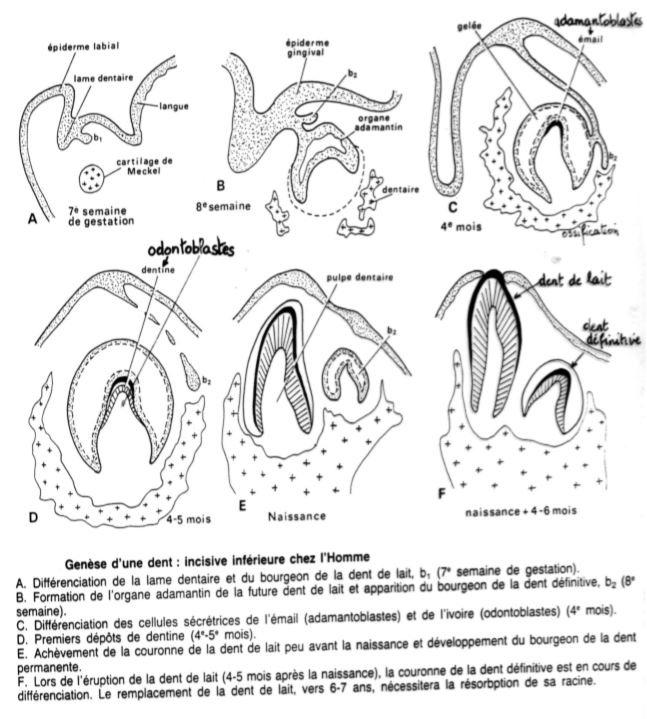 épiderme labial
lame dentaire
langue
b₁
cartilage de
Meckel
A
7ᵉ semaine
de gestation
épiderme
gingival
b₂
organe
adamantin
dentaire
B
8ᵉ semaine
gelée
adamantoblastes
émail
b₂
C
4ᵉ mois
ossification
odontoblastes
dentine
b₂
D
4-5 mois
pulpe dentaire
b₂
E
Naissance
dent de lait
dent
définitive
F
naissance + 4-6 mois
Genèse d'une dent : incisive inférieure chez l'Homme
A. Différenciation de la lame dentaire et du bourgeon de la dent de lait, b₁ (7ᵉ semaine de gestation).
B. Formation de l'organe adamantin de la future dent de lait et apparition du bourgeon de la dent définitive, b₂ (8ᵉ
semaine).
C. Différenciation des cellules sécrétrices de l'émail (adamantoblastes) et de l'ivoire (odontoblastes) (4ᵉ mois).
D. Premiers dépôts de dentine (4ᵉ-5ᵉ mois).
E. Achèvement de la couronne de la dent de lait peu avant la naissance et développement du bourgeon de la dent
permanente.
F. Lors de l'éruption de la dent de lait (4-5 mois après la naissance), la couronne de la dent définitive est en cours de
différenciation. Le remplacement de la dent de lait, vers 6-7 ans, nécessitera la résorbption de sa racine.